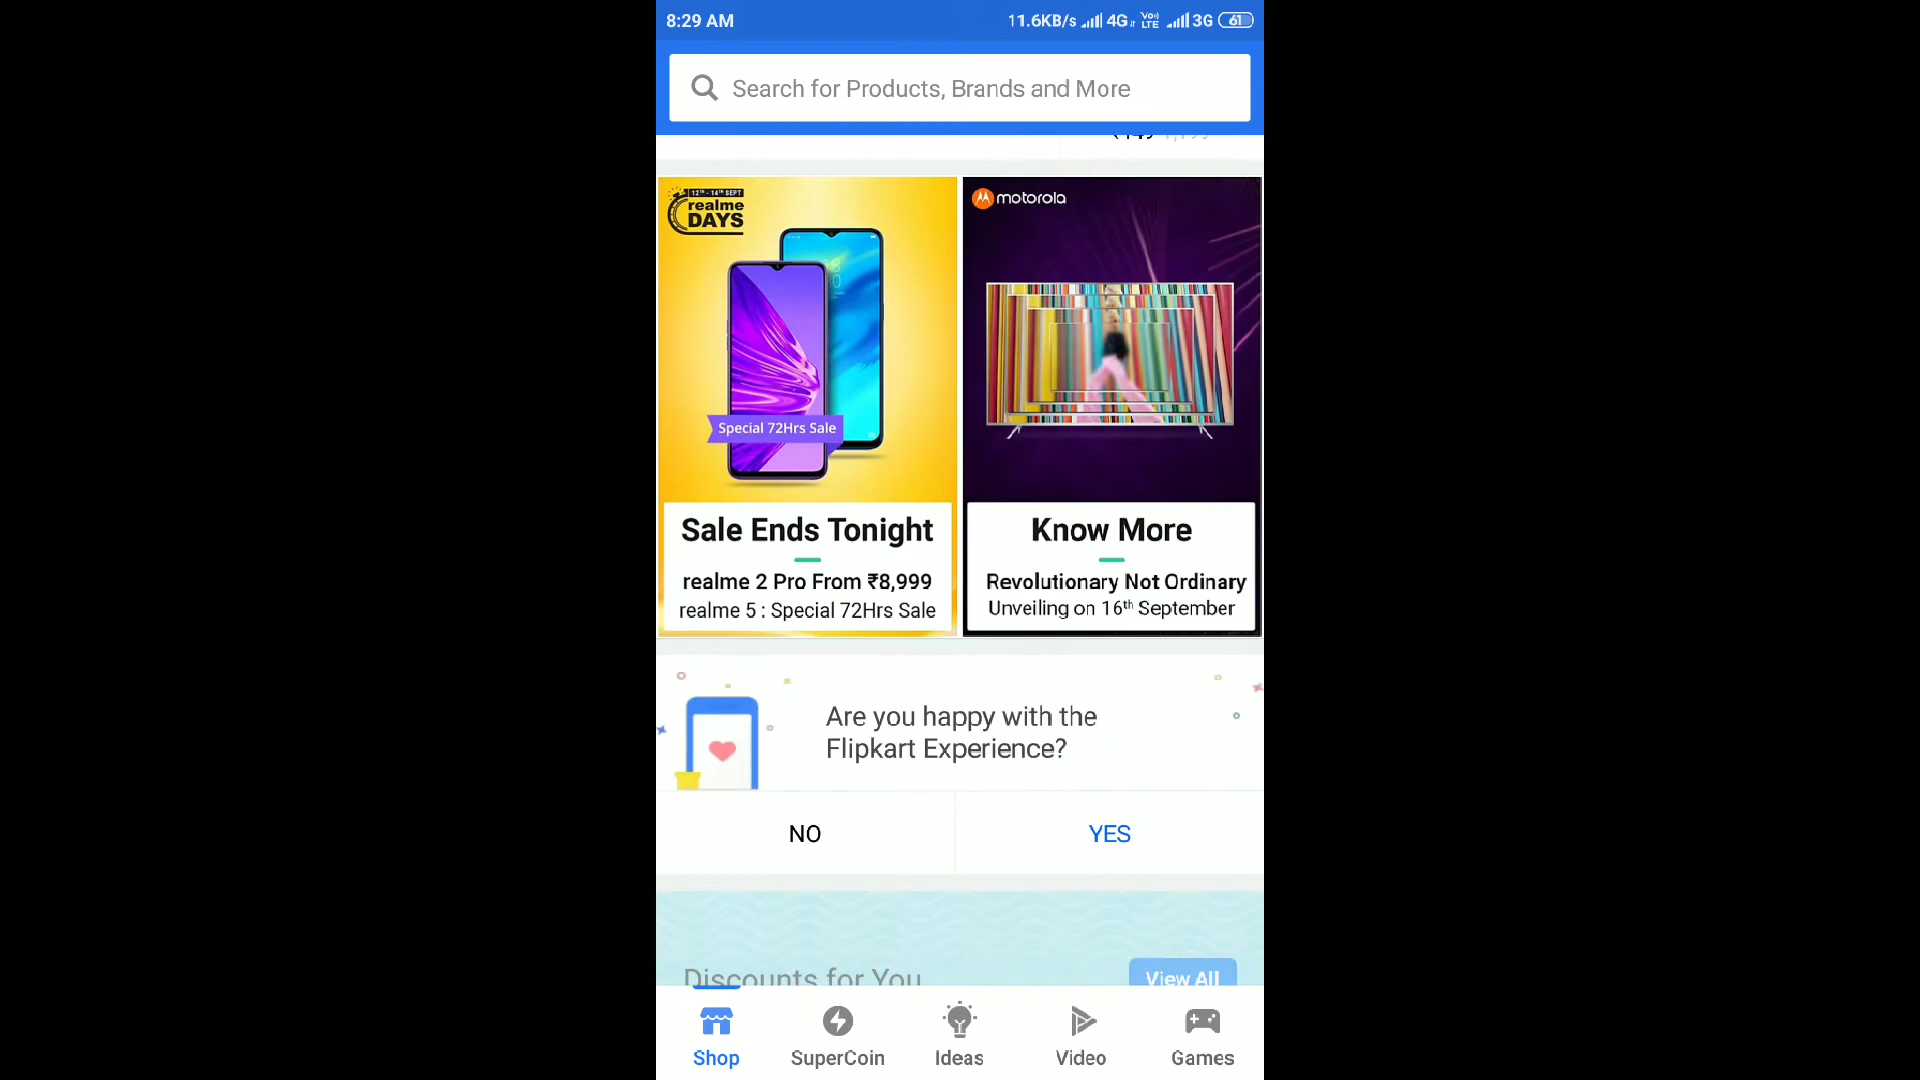 8:29 AM 11.6KB/s 4G VoLTE 3G 61
Search for Products, Brands and More
12TH - 14TH SEPT
realme
DAYS
motorola
Special 72Hrs Sale
Sale Ends Tonight
realme 2 Pro From ₹8,999
realme 5 : Special 72Hrs Sale
Know More
Revolutionary Not Ordinary
Unveiling on 16th September
Are you happy with the
Flipkart Experience?
NO
YES
Discounts for You
View All
Shop
SuperCoin
Ideas
Video
Games